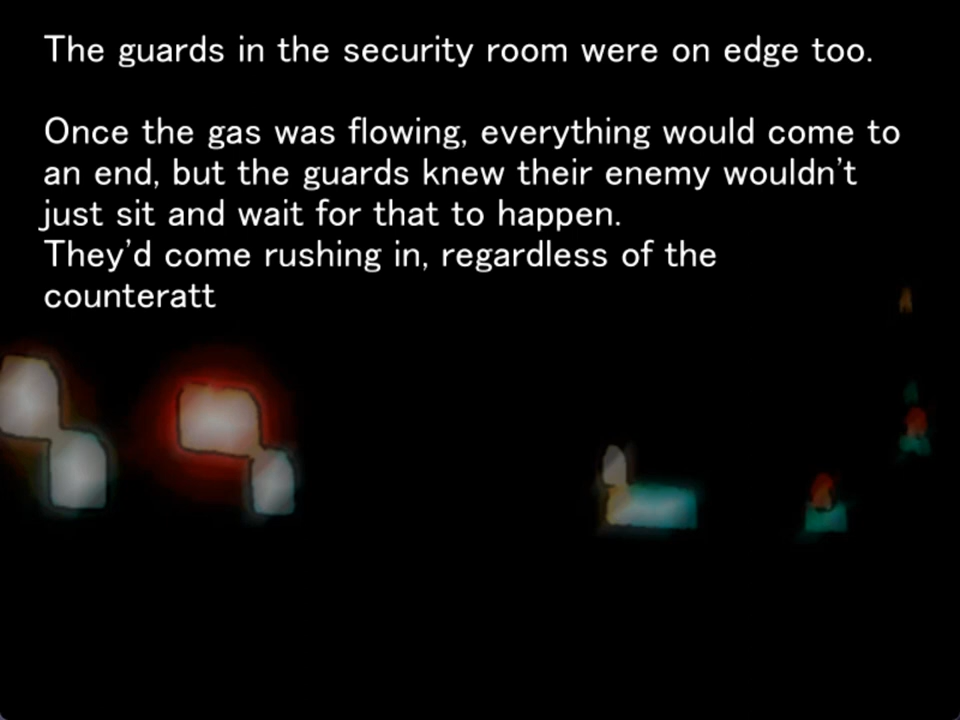 The guards in the security room were on edge too.
Once the gas was flowing, everything would come to
an end, but the guards knew their enemy wouldn't
just sit and wait for that to happen.
They'd come rushing in, regardless of the
counteratt